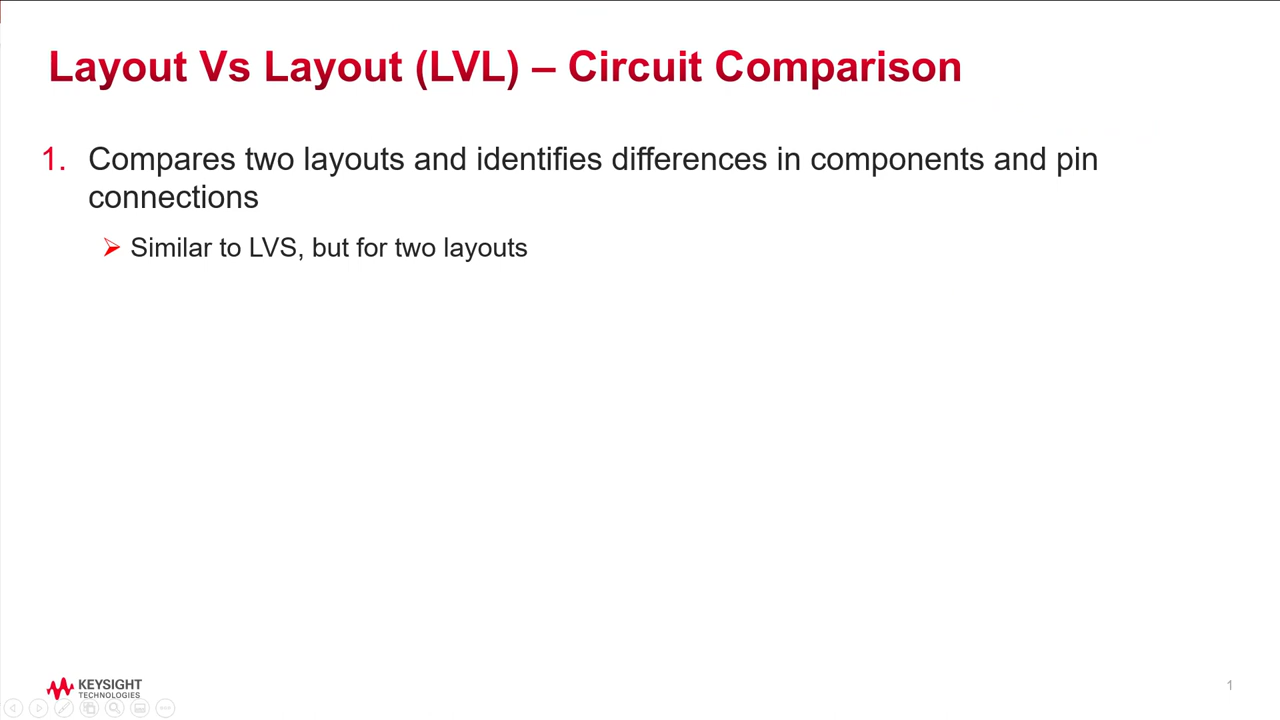 Layout Vs Layout (LVL) – Circuit Comparison
1. Compares two layouts and identifies differences in components and pin
connections
Similar to LVS, but for two layouts
KEYSIGHT
TECHNOLOGIES
1